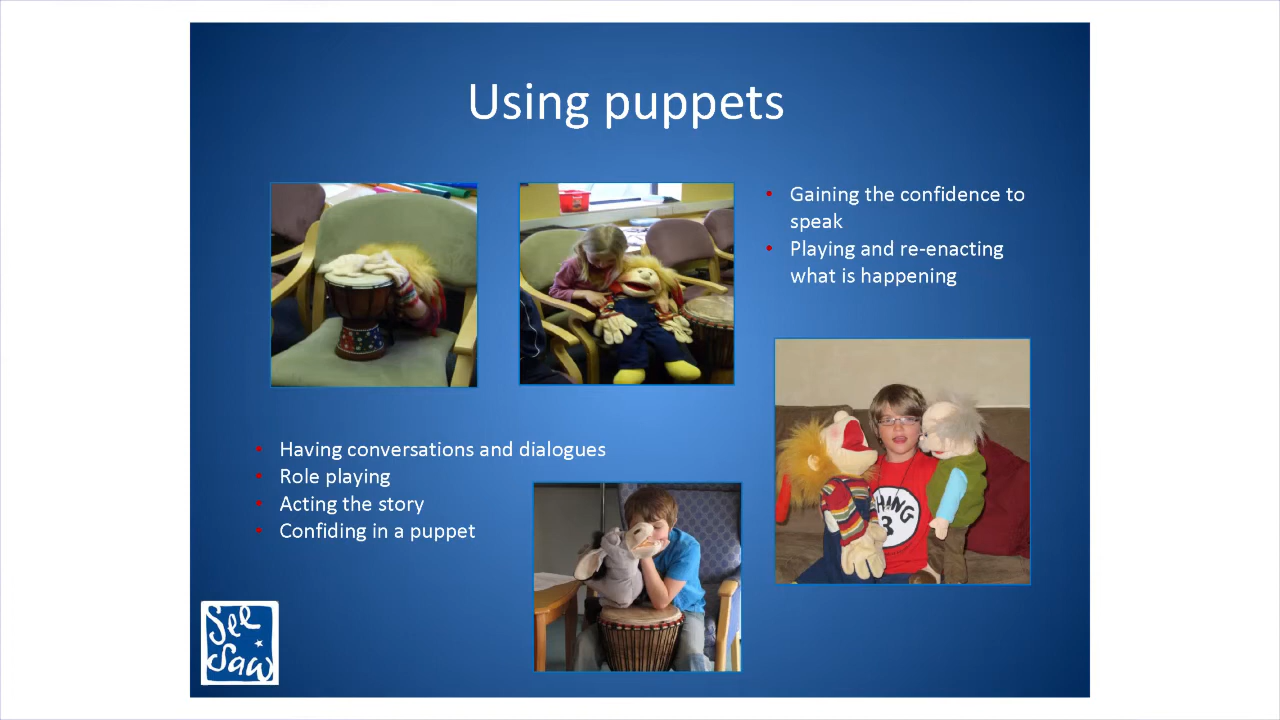 Using puppets
Gaining the confidence to
speak
Playing and re-enacting
what is happening
Having conversations and dialogues
Role playing
Acting the story
Confiding in a puppet
See
Saw